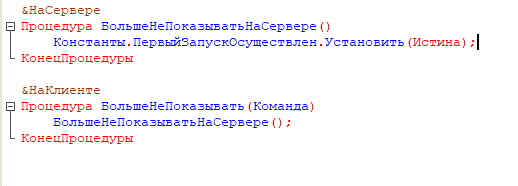 &НаСервере
Процедура БольшеНеПоказыватьНаСервере()
Константы.ПервыйЗапускОсуществлен.Установить(Истина);
КонецПроцедуры
&НаКлиенте
Процедура БольшеНеПоказывать(Команда)
БольшеНеПоказыватьНаСервере();
КонецПроцедуры